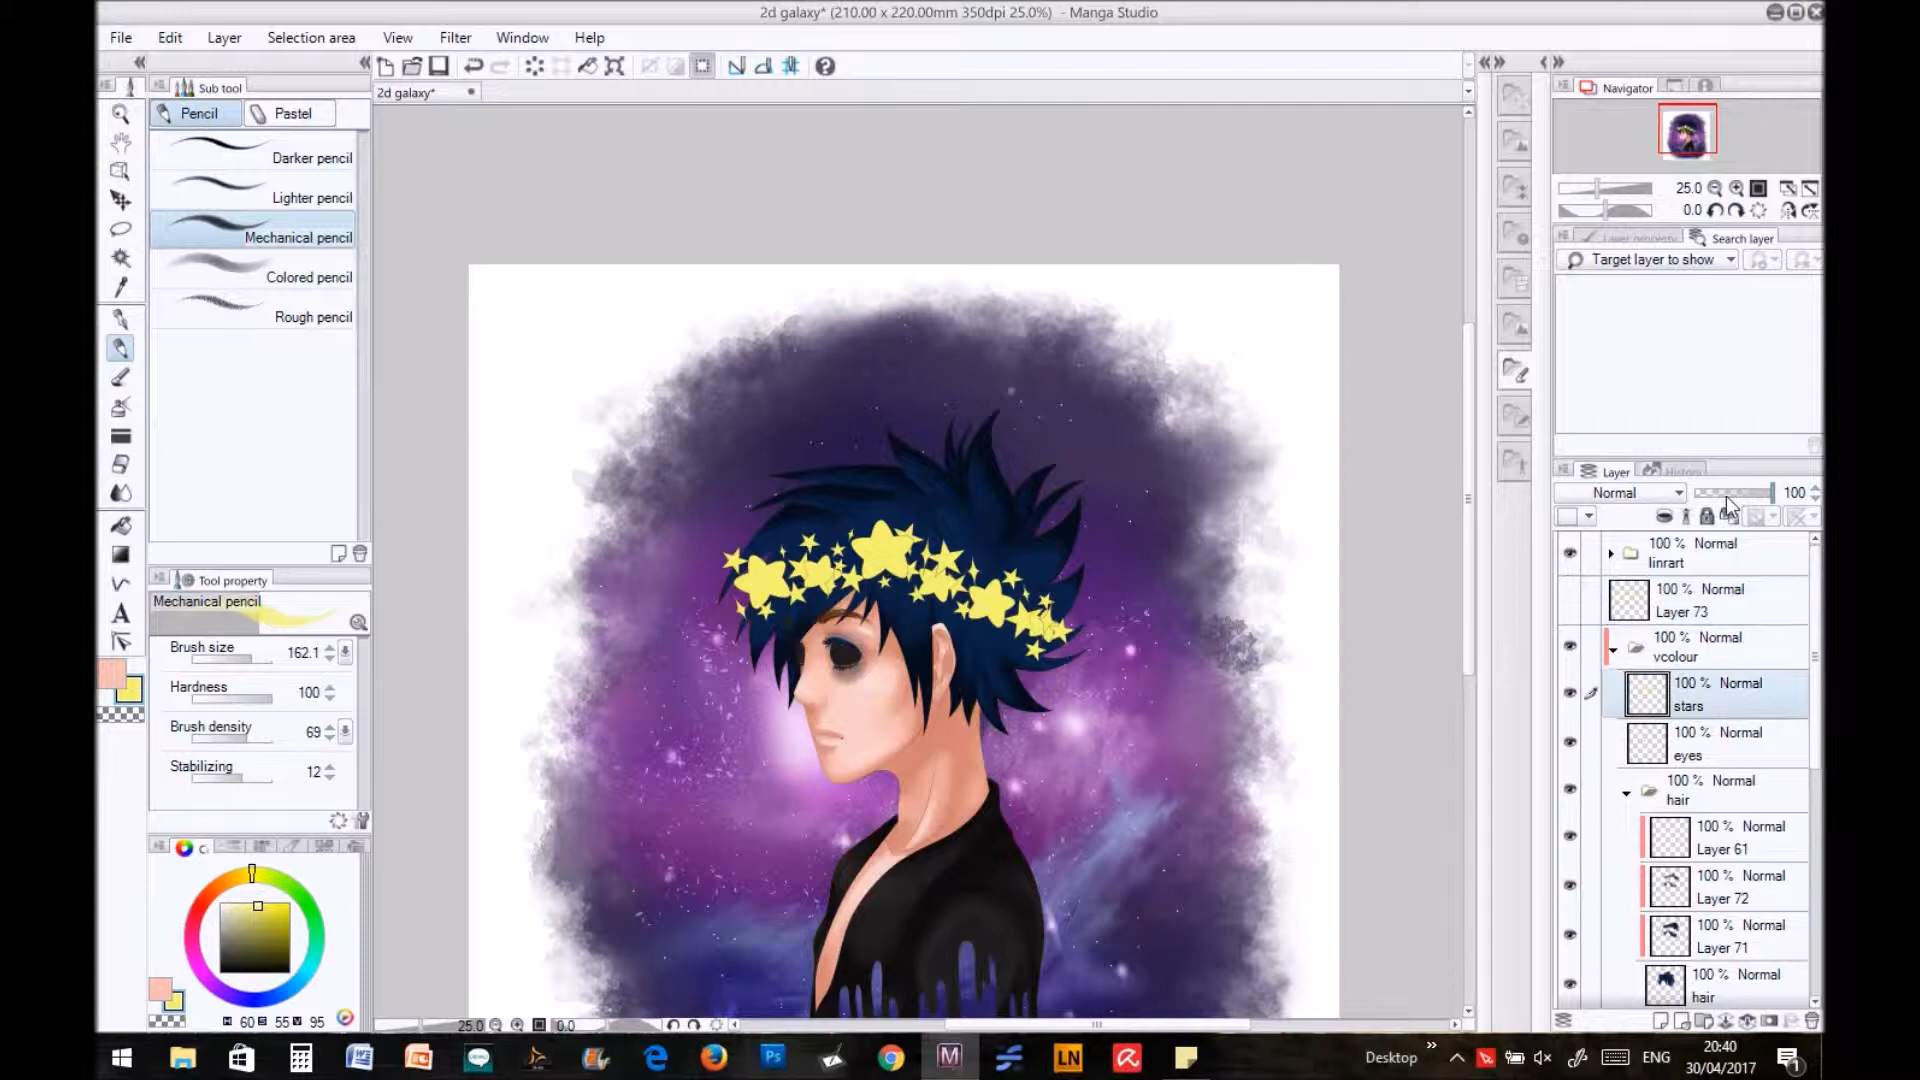 2d galaxy* (210.00 x 220.00mm 350dpi 25.0%) - Manga Studio
File Edit Layer Selection area View Filter Window Help
Sub tool
2d galaxy*
Navigator
Pencil Pastel
Darker pencil
Lighter pencil
Mechanical pencil
Colored pencil
Rough pencil
25.0
0.0
Layer property Search layer
Target layer to show
Layer History
Normal 100
100 % Normal
linrart
100 % Normal
Layer 73
100 % Normal
vcolour
100 % Normal
stars
100 % Normal
eyes
100 % Normal
hair
100 % Normal
Layer 61
100 % Normal
Layer 72
100 % Normal
Layer 71
100 % Normal
hair
Tool property
Mechanical pencil
Brush size 162.1
Hardness 100
Brush density 69
Stabilizing 12
C
H 60 S 55 V 95
25.0 0.0
Ps M LN
Desktop ENG
20:40
30/04/2017
1